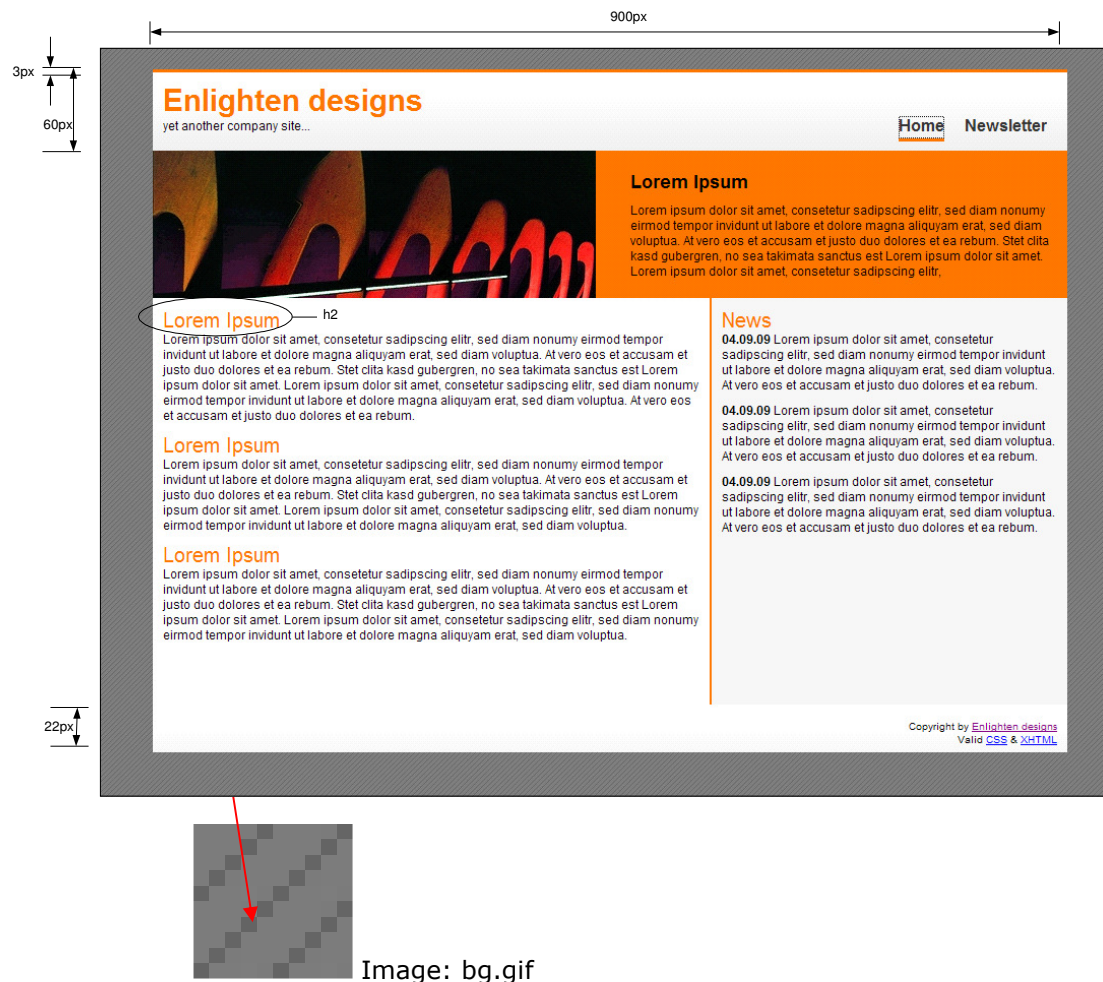 900px
3px
60px
Enlighten designs
yet another company site...
Home Newsletter
Lorem Ipsum
Lorem ipsum dolor sit amet, consetetur sadipscing elitr, sed diam nonumy
eirmod tempor invidunt ut labore et dolore magna aliquyam erat, sed diam
voluptua. At vero eos et accusam et justo duo dolores et ea rebum. Stet clita
kasd gubergren, no sea takimata sanctus est Lorem ipsum dolor sit amet.
Lorem ipsum dolor sit amet, consetetur sadipscing elitr,
Lorem Ipsum
h2
Lorem ipsum dolor sit amet, consetetur sadipscing elitr, sed diam nonumy eirmod tempor
invidunt ut labore et dolore magna aliquyam erat, sed diam voluptua. At vero eos et accusam et
justo duo dolores et ea rebum. Stet clita kasd gubergren, no sea takimata sanctus est Lorem
ipsum dolor sit amet. Lorem ipsum dolor sit amet, consetetur sadipscing elitr, sed diam nonumy
eirmod tempor invidunt ut labore et dolore magna aliquyam erat, sed diam voluptua. At vero eos
et accusam et justo duo dolores et ea rebum.
Lorem Ipsum
Lorem ipsum dolor sit amet, consetetur sadipscing elitr, sed diam nonumy eirmod tempor
invidunt ut labore et dolore magna aliquyam erat, sed diam voluptua. At vero eos et accusam et
justo duo dolores et ea rebum. Stet clita kasd gubergren, no sea takimata sanctus est Lorem
ipsum dolor sit amet. Lorem ipsum dolor sit amet, consetetur sadipscing elitr, sed diam nonumy
eirmod tempor invidunt ut labore et dolore magna aliquyam erat, sed diam voluptua.
Lorem Ipsum
Lorem ipsum dolor sit amet, consetetur sadipscing elitr, sed diam nonumy eirmod tempor
invidunt ut labore et dolore magna aliquyam erat, sed diam voluptua. At vero eos et accusam et
justo duo dolores et ea rebum. Stet clita kasd gubergren, no sea takimata sanctus est Lorem
ipsum dolor sit amet. Lorem ipsum dolor sit amet, consetetur sadipscing elitr, sed diam nonumy
eirmod tempor invidunt ut labore et dolore magna aliquyam erat, sed diam voluptua.
News
04.09.09 Lorem ipsum dolor sit amet, consetetur
sadipscing elitr, sed diam nonumy eirmod tempor invidunt
ut labore et dolore magna aliquyam erat, sed diam voluptua.
At vero eos et accusam et justo duo dolores et ea rebum.
04.09.09 Lorem ipsum dolor sit amet, consetetur
sadipscing elitr, sed diam nonumy eirmod tempor invidunt
ut labore et dolore magna aliquyam erat, sed diam voluptua.
At vero eos et accusam et justo duo dolores et ea rebum.
04.09.09 Lorem ipsum dolor sit amet, consetetur
sadipscing elitr, sed diam nonumy eirmod tempor invidunt
ut labore et dolore magna aliquyam erat, sed diam voluptua.
At vero eos et accusam et justo duo dolores et ea rebum.
22px
Copyright by Enlighten designs
Valid CSS & XHTML
Image: bg.gif